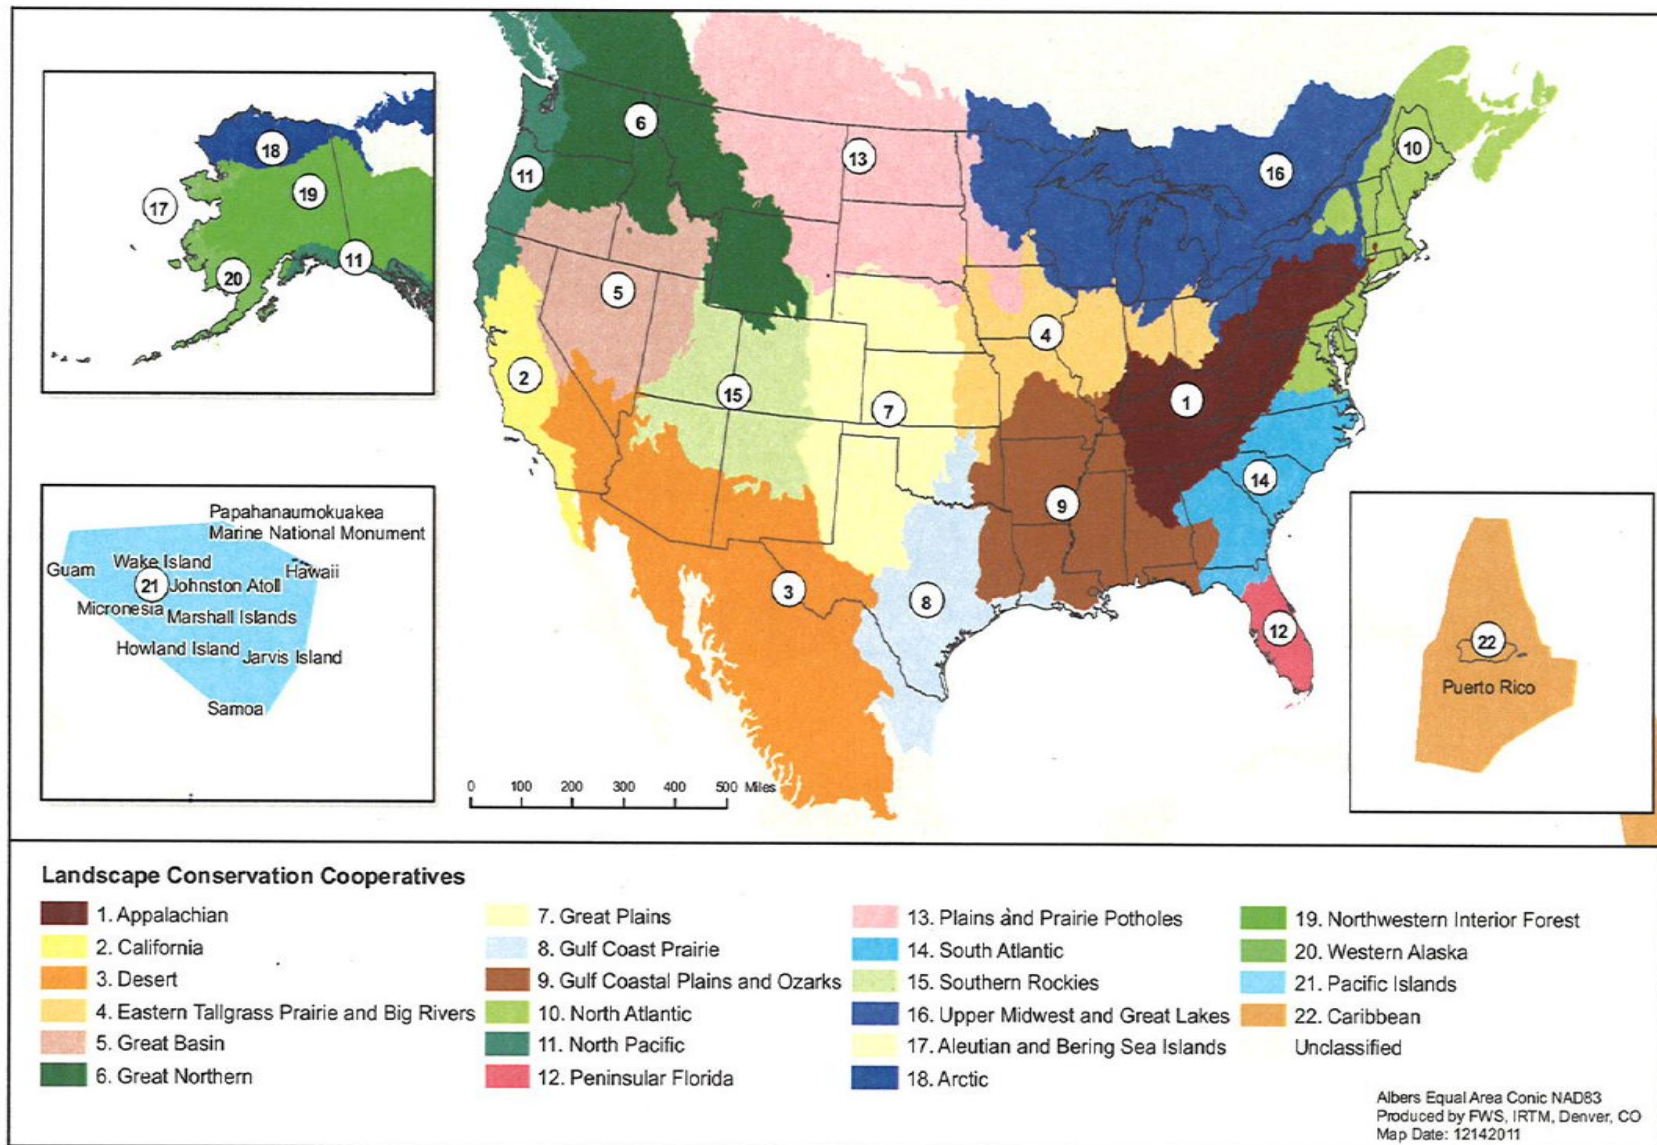 18
19
17
11
20
6
13
16
10
11
5
4
2
15
7
1
14
9
3
8
12
Papahanaumokuakea
Marine National Monument
Wake Island
Guam
Hawaii
21
Johnston Atoll
Micronesia
Marshall Islands
Howland Island
Jarvis Island
Samoa
22
Puerto Rico
0 100 200 300 400 500 Miles
Landscape Conservation Cooperatives
1. Appalachian
2. California
3. Desert
4. Eastern Tallgrass Prairie and Big Rivers
5. Great Basin
6. Great Northern
7. Great Plains
8. Gulf Coast Prairie
9. Gulf Coastal Plains and Ozarks
10. North Atlantic
11. North Pacific
12. Peninsular Florida
13. Plains and Prairie Potholes
14. South Atlantic
15. Southern Rockies
16. Upper Midwest and Great Lakes
17. Aleutian and Bering Sea Islands
18. Arctic
19. Northwestern Interior Forest
20. Western Alaska
21. Pacific Islands
22. Caribbean
Unclassified
Albers Equal Area Conic NAD83
Produced by FWS, IRTM, Denver, CO
Map Date: 12142011